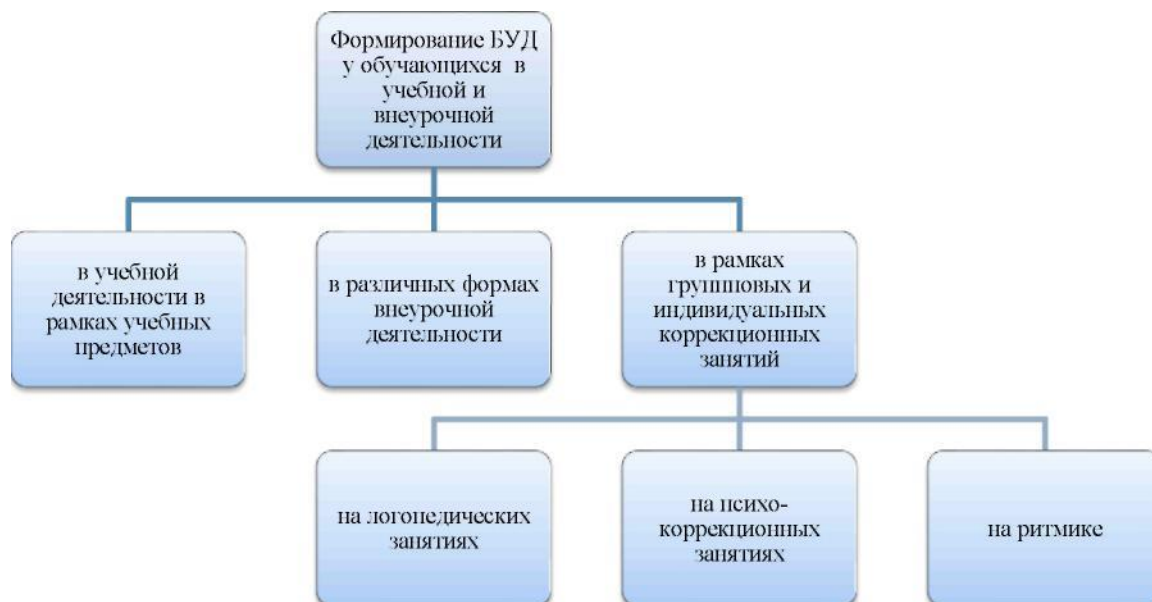 Формирование БУД
у обучающихся в
учебной и
внеурочной
деятельности
в учебной
деятельности в
рамках учебных
предметов
в различных формах
внеурочной
деятельности
в рамках
групповых и
индивидуальных
коррекционных
занятий
на логопедических
занятиях
на психо-
коррекционных
занятиях
на ритмике